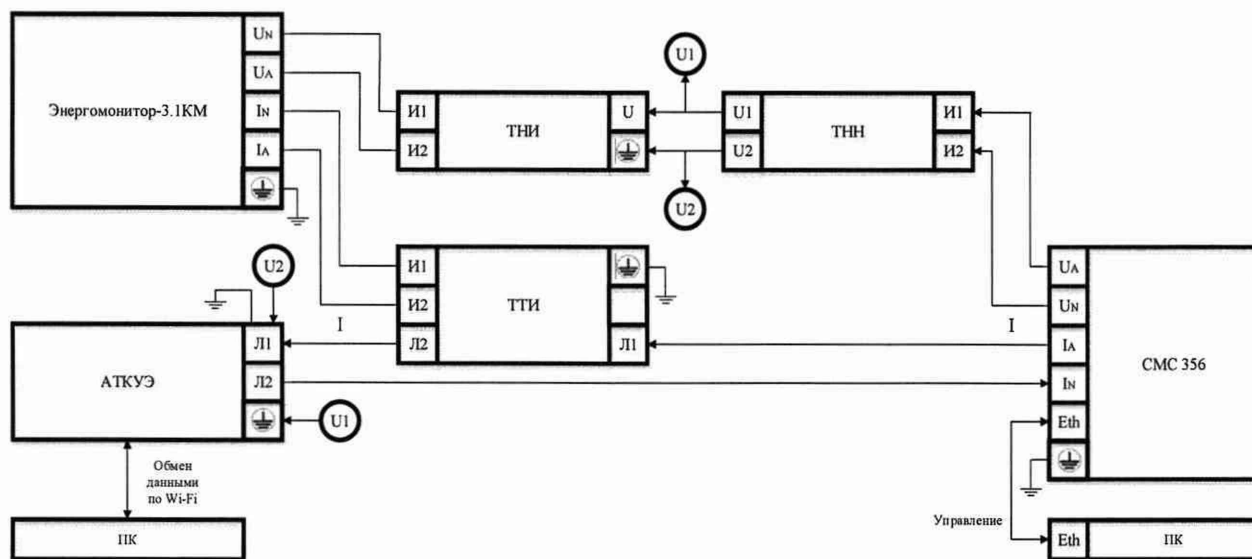 Энергомонитор-3.1КМ
UN
UA
IN
IA
И1
И2
ТНИ
U
U1
U2
U1
U2
ТНН
И1
И2
U2
I
И1
И2
Л2
ТТИ
Л1
I
UA
UN
IA
IN
Eth
СМС 356
АТКУЭ
Л1
Л2
U1
Обмен
данными
по Wi-Fi
ПК
Управление
Eth
ПК